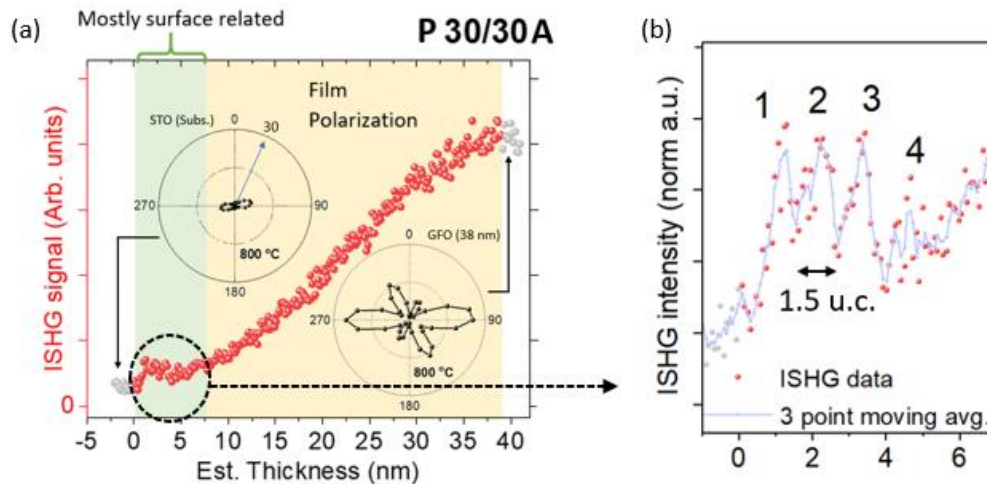 Mostly surface related
(a)
P 30/30 A
Film
Polarization
STO (Subs.)
0
30
270
90
800 °C
180
GFO (38 nm)
0
270
90
800 °C
180
ISHG signal (Arb. units)
0
-5 0 5 10 15 20 25 30 35 40 45
Est. Thickness (nm)
(b)
1 2 3
4
1.5 u.c.
ISHG intensity (norm a.u.)
ISHG data
3 point moving avg.
0 2 4 6